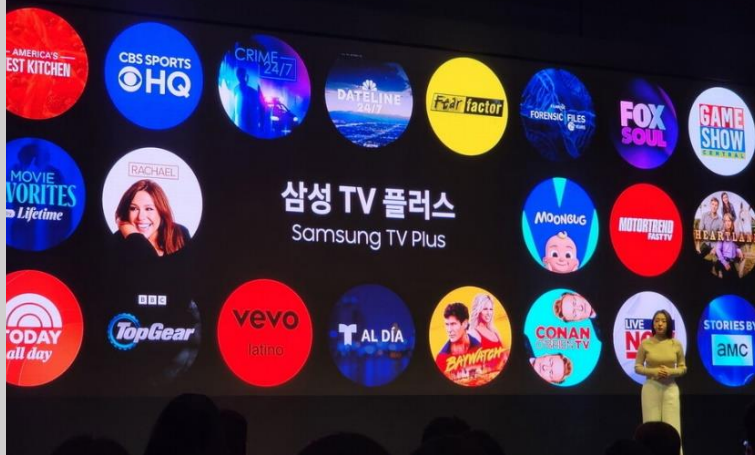 AMERICA'S
EST KITCHEN
CBS SPORTS
HQ
CRIME
24/7
DATELINE
24/7
Fear factor
FORENSIC FILES
FOX
SOUL
GAME
SHOW
CENTRAL
MOVIE
VORITES
Lifetime
RACHAEL
삼성 TV 플러스
Samsung TV Plus
MOONBUG
MOTORTREND
FAST TV
HEARTLAND
TODAY
all day
BBC
TopGear
vevo
latino
T AL DÍA
BAYWATCH
CONAN
TV
LIVE
STORIES BY
aMC